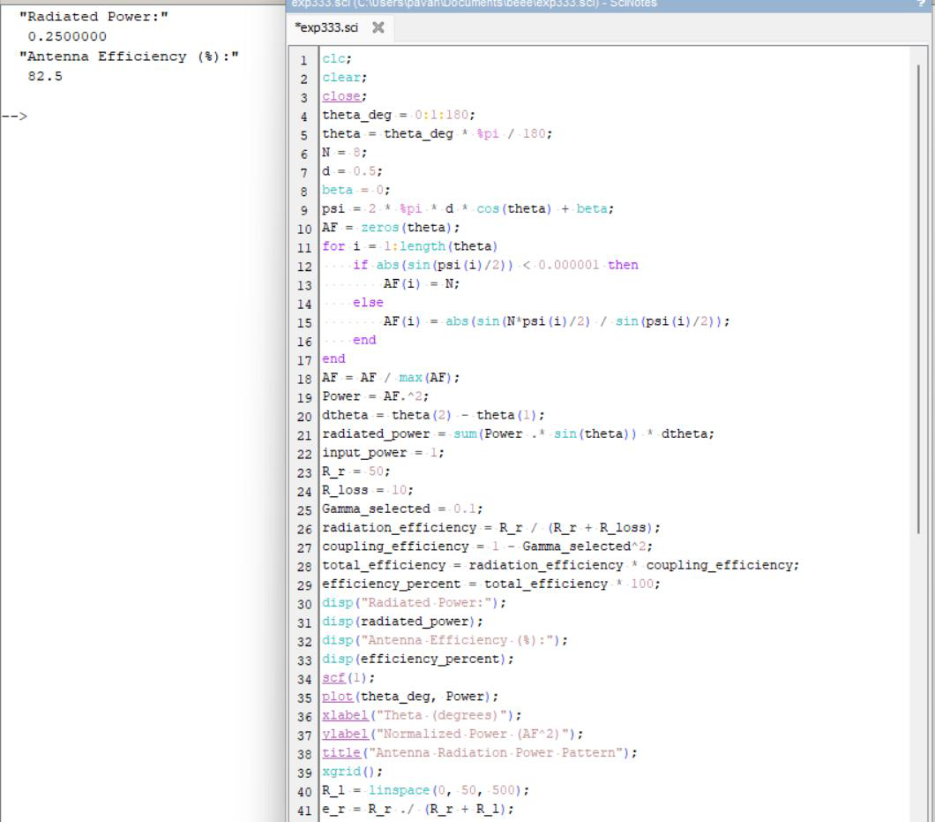 "Radiated Power:"
0.2500000
"Antenna Efficiency (%):"
82.5
-->
exp333.sci (C:\Users\pavan\Documents\beee\exp333.sci) - SciNotes
?
*exp333.sci
1 clc;
2 clear;
3 close;
4 theta_deg = 0:1:180;
5 theta = theta_deg * %pi / 180;
6 N = 8;
7 d = 0.5;
8 beta = 0;
9 psi = 2 * %pi * d * cos(theta) + beta;
10 AF = zeros(theta);
11 for i = 1:length(theta)
12 if abs(sin(psi(i)/2)) < 0.000001 then
13 AF(i) = N;
14 else
15 AF(i) = abs(sin(N*psi(i)/2) / sin(psi(i)/2));
16 end
17 end
18 AF = AF / max(AF);
19 Power = AF.^2;
20 dtheta = theta(2) - theta(1);
21 radiated_power = sum(Power .* sin(theta)) * dtheta;
22 input_power = 1;
23 R_r = 50;
24 R_loss = 10;
25 Gamma_selected = 0.1;
26 radiation_efficiency = R_r / (R_r + R_loss);
27 coupling_efficiency = 1 - Gamma_selected^2;
28 total_efficiency = radiation_efficiency * coupling_efficiency;
29 efficiency_percent = total_efficiency * 100;
30 disp("Radiated Power:");
31 disp(radiated_power);
32 disp("Antenna Efficiency (%):");
33 disp(efficiency_percent);
34 scf(1);
35 plot(theta_deg, Power);
36 xlabel("Theta (degrees)");
37 ylabel("Normalized Power (AF^2)");
38 title("Antenna Radiation Power Pattern");
39 xgrid();
40 R_l = linspace(0, 50, 500);
41 e_r = R_r ./ (R_r + R_l);